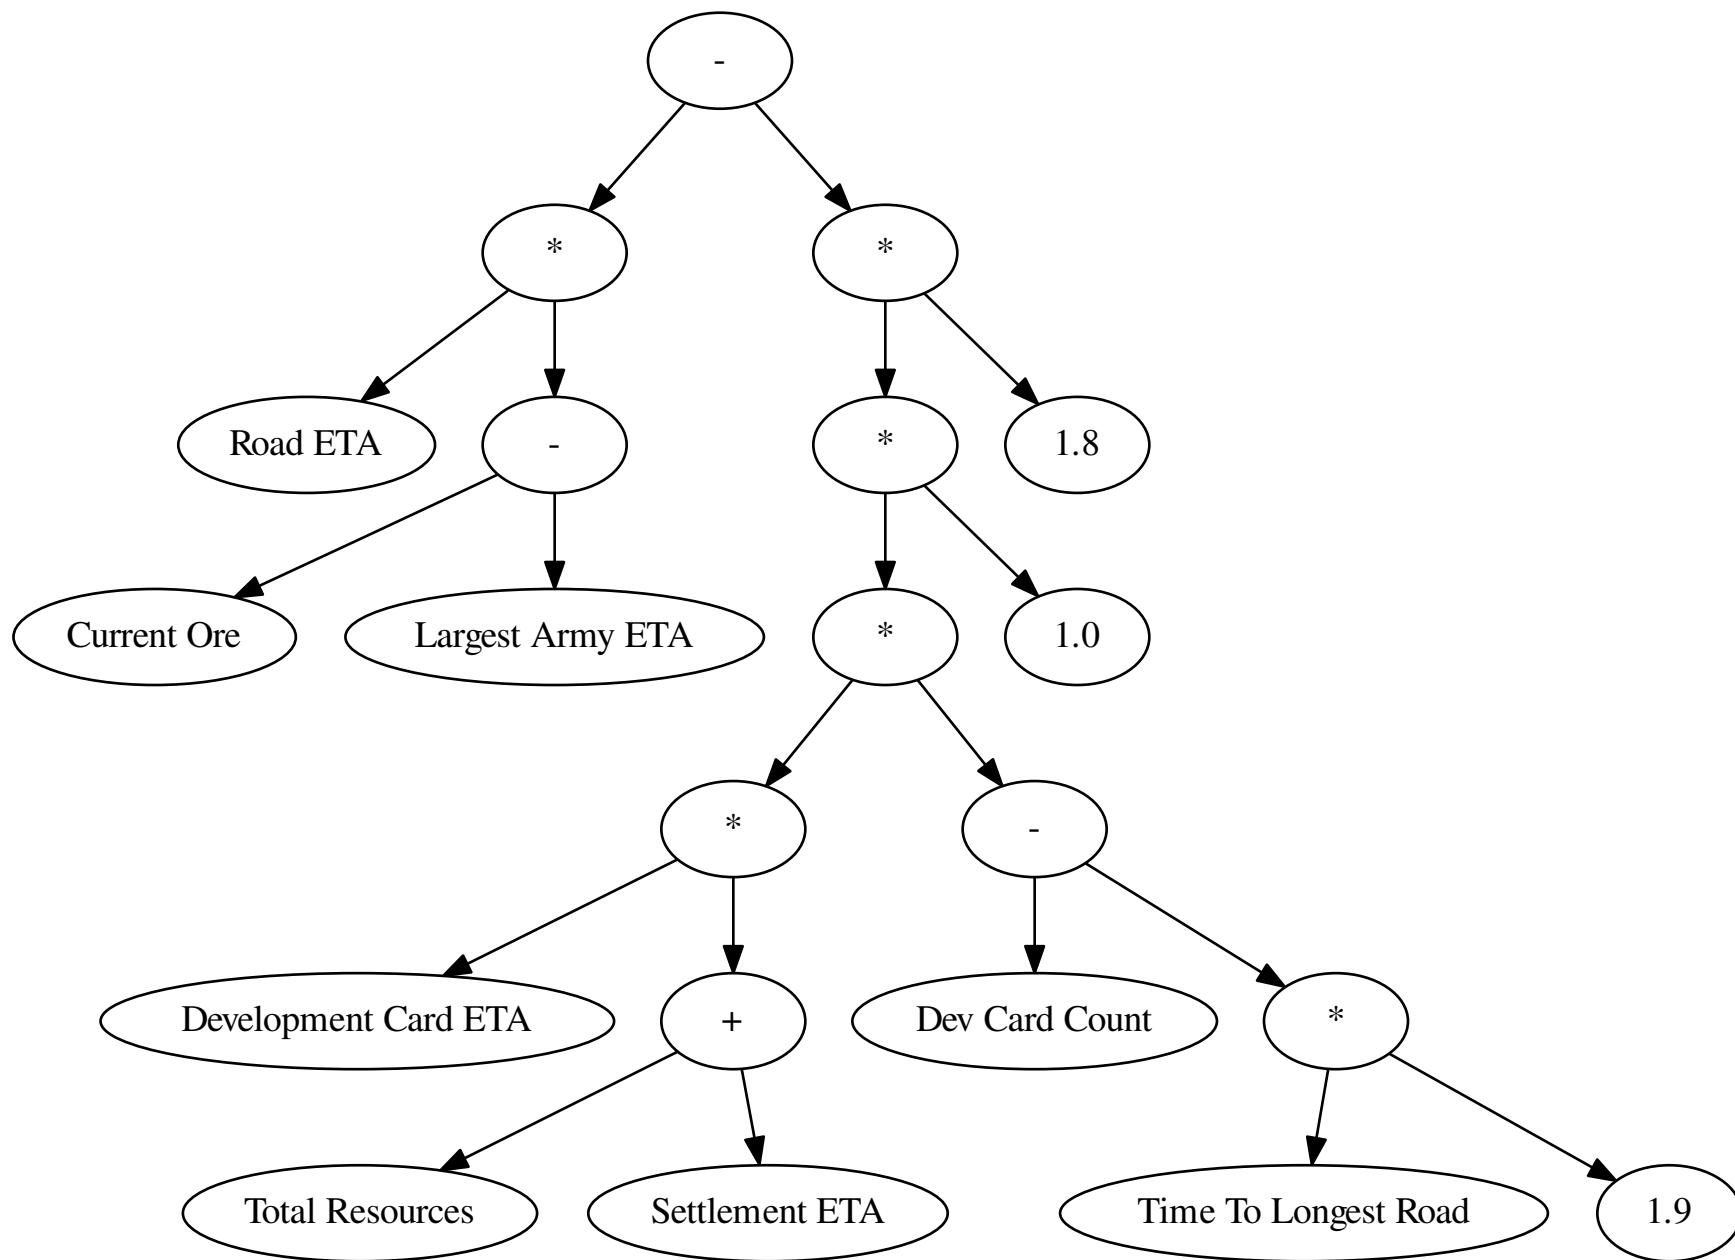 -
*
*
Road ETA
-
*
1.8
Current Ore
Largest Army ETA
*
1.0
*
-
Development Card ETA
+
Dev Card Count
*
Total Resources
Settlement ETA
Time To Longest Road
1.9